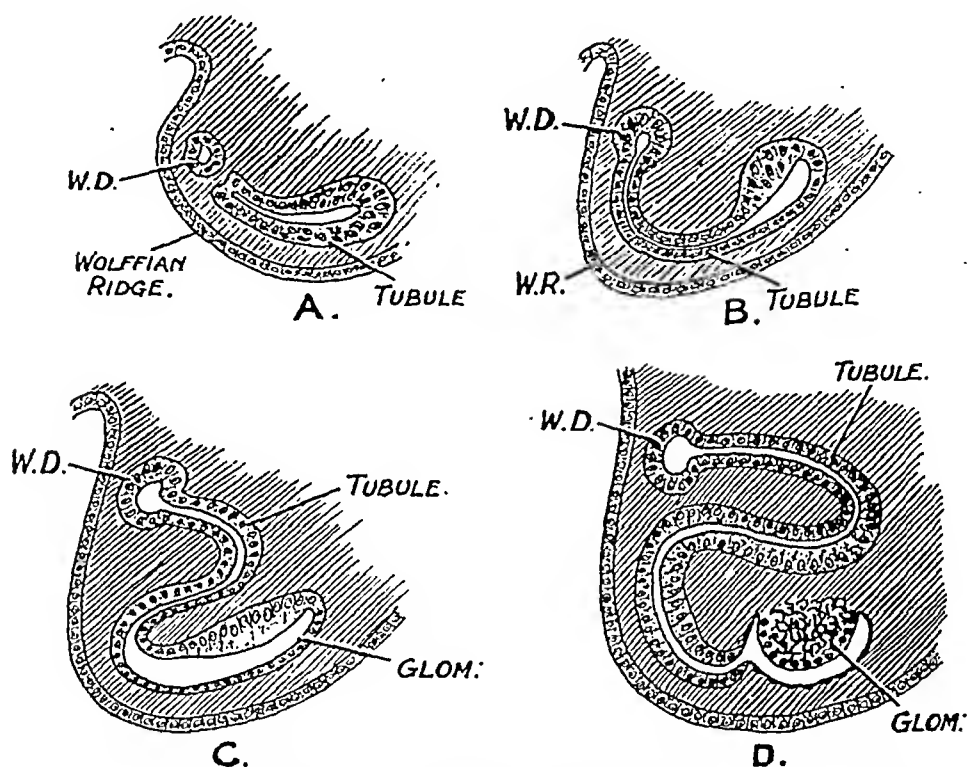 W.D.
WOLFFIAN
RIDGE.
TUBULE
A.
W.D.
W.R.
TUBULE
B.
W.D.
TUBULE.
GLOM:
C.
W.D.
TUBULE.
GLOM:
D.